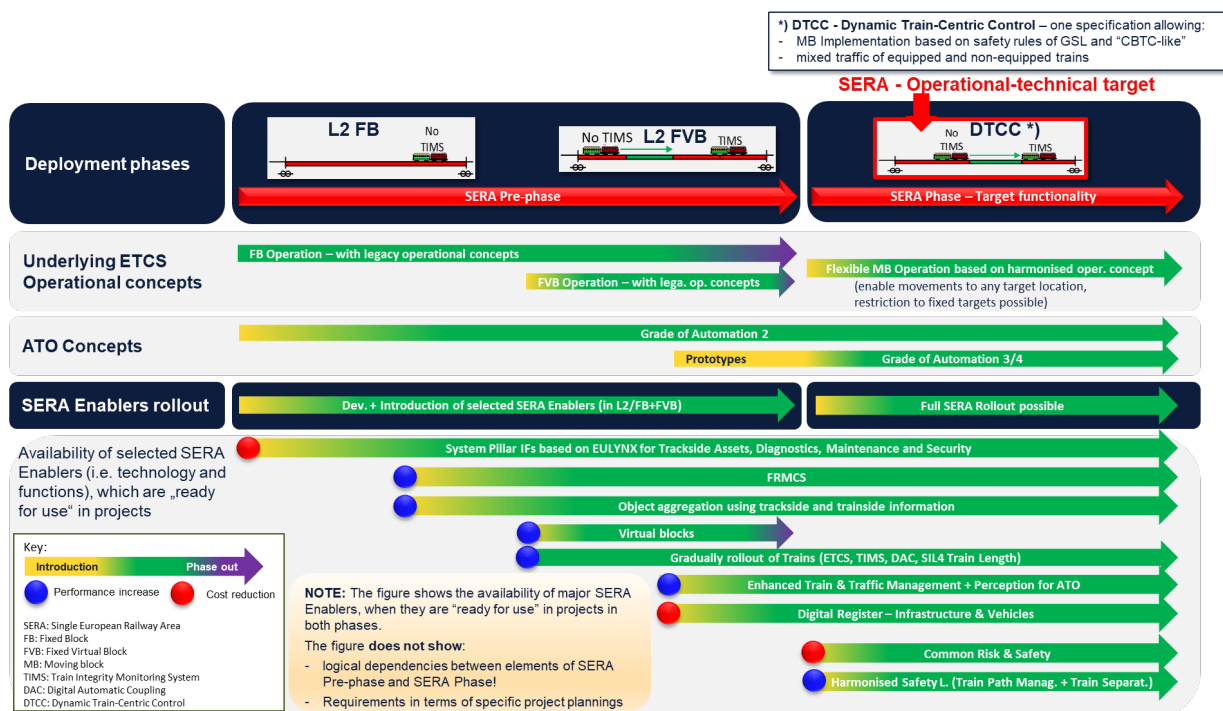 *) DTCC - Dynamic Train-Centric Control – one specification allowing:
- MB Implementation based on safety rules of GSL and “CBTC-like”
- mixed traffic of equipped and non-equipped trains
SERA - Operational-technical target
Deployment phases
L2 FB
No
TIMS
No TIMS
L2 FVB
TIMS
SERA Pre-phase
DTCC *)
No
TIMS
TIMS
SERA Phase – Target functionality
Underlying ETCS
Operational concepts
FB Operation – with legacy operational concepts
FVB Operation – with lega. op. concepts
Flexible MB Operation based on harmonised oper. concept
(enable movements to any target location,
restriction to fixed targets possible)
ATO Concepts
Grade of Automation 2
Prototypes
Grade of Automation 3/4
SERA Enablers rollout
Dev. + Introduction of selected SERA Enablers (in L2/FB+FVB)
Full SERA Rollout possible
Availability of selected SERA
Enablers (i.e. technology and
functions), which are „ready
for use“ in projects
System Pillar IFs based on EULYNX for Trackside Assets, Diagnostics, Maintenance and Security
FRMCS
Object aggregation using trackside and trainside information
Virtual blocks
Gradually rollout of Trains (ETCS, TIMS, DAC, SIL4 Train Length)
Enhanced Train & Traffic Management + Perception for ATO
Digital Register – Infrastructure & Vehicles
Common Risk & Safety
Harmonised Safety L. (Train Path Manag. + Train Separat.)
Key:
Introduction
Phase out
Performance increase
Cost reduction
SERA: Single European Railway Area
FB: Fixed Block
FVB: Fixed Virtual Block
MB: Moving block
TIMS: Train Integrity Monitoring System
DAC: Digital Automatic Coupling
DTCC: Dynamic Train-Centric Control
NOTE: The figure shows the availability of major SERA
Enablers, when they are “ready for use” in projects in
both phases.
The figure does not show:
- logical dependencies between elements of SERA
Pre-phase and SERA Phase!
- Requirements in terms of specific project plannings